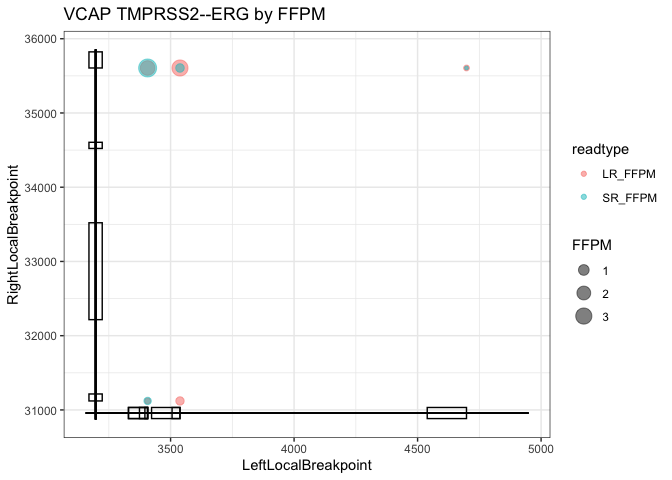 VCAP TMPRSS2--ERG by FFPM
36000
35000
34000
33000
32000
31000
RightLocalBreakpoint
3500
4000
4500
5000
LeftLocalBreakpoint
readtype
LR_FFPM
SR_FFPM
FFPM
1
2
3